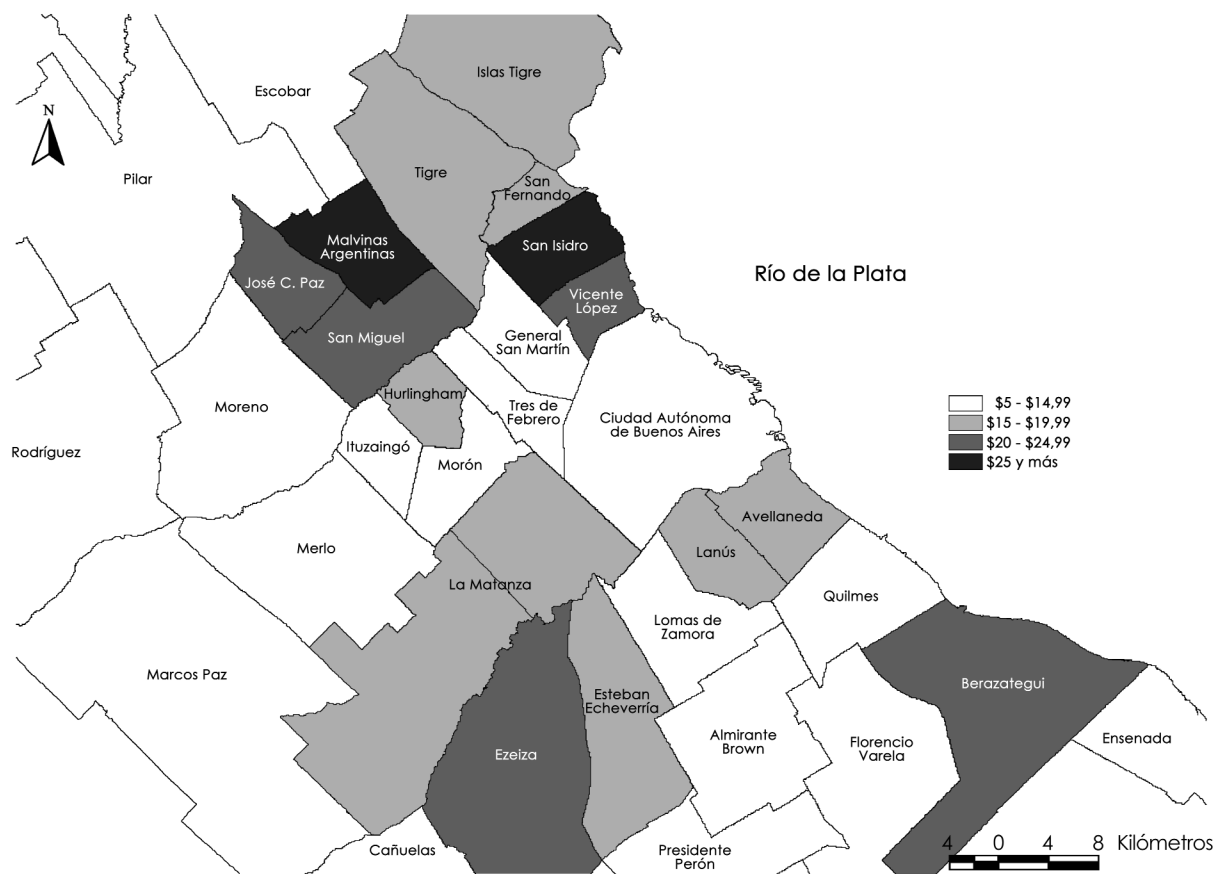 Islas Tigre
Escobar
N
Tigre
Pilar
San
Fernando
Malvinas
Argentinas
San Isidro
Río de la Plata
José C. Paz
Vicente
López
San Miguel
General
San Martín
Hurlingham
Moreno
Tres de
Febrero
Ciudad Autónoma
de Buenos Aires
$5 - $14,99
$15 - $19,99
$20 - $24,99
$25 y más
Ituzaingó
Rodríguez
Morón
Avellaneda
Merlo
Lanús
La Matanza
Quilmes
Lomas de
Zamora
Marcos Paz
Esteban
Echeverría
Berazategui
Ezeiza
Almirante
Brown
Florencio
Varela
Ensenada
Cañuelas
Presidente
Perón
4 0 4 8 Kilómetros